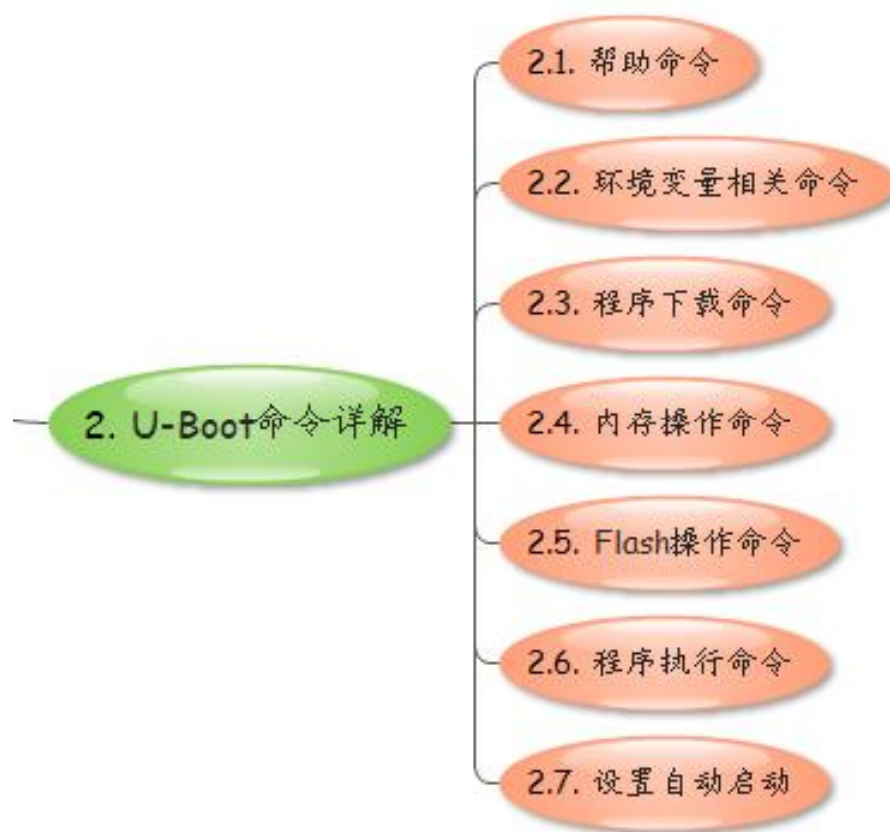 2.1. 帮助命令
2.2. 环境变量相关命令
2.3. 程序下载命令
2. U-Boot命令详解
2.4. 内存操作命令
2.5. Flash操作命令
2.6. 程序执行命令
2.7. 设置自动启动